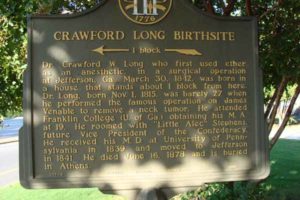 1776
CRAWFORD LONG BIRTHSITE
1 block
Dr. Crawford W. Long who first used ether
as an anesthetic in a surgical operation
at Jefferson, Ga. March 30, 1842, was born in
a house that stands about 1 block from here.
Dr. Long, born Nov. 1, 1815, was barely 27 when
he performed the famous operation on James
Venable to remove a neck tumor. He attended
Franklin College (U. of Ga.) obtaining his M. A.
at 19. He roomed with "Little Alec" Stephens,
future Vice President of the Confederacy.
He received his M.D. at University of Penn-
sylvania in 1839 and moved to Jefferson
in 1841. He died June 16, 1878 and is buried
in Athens.